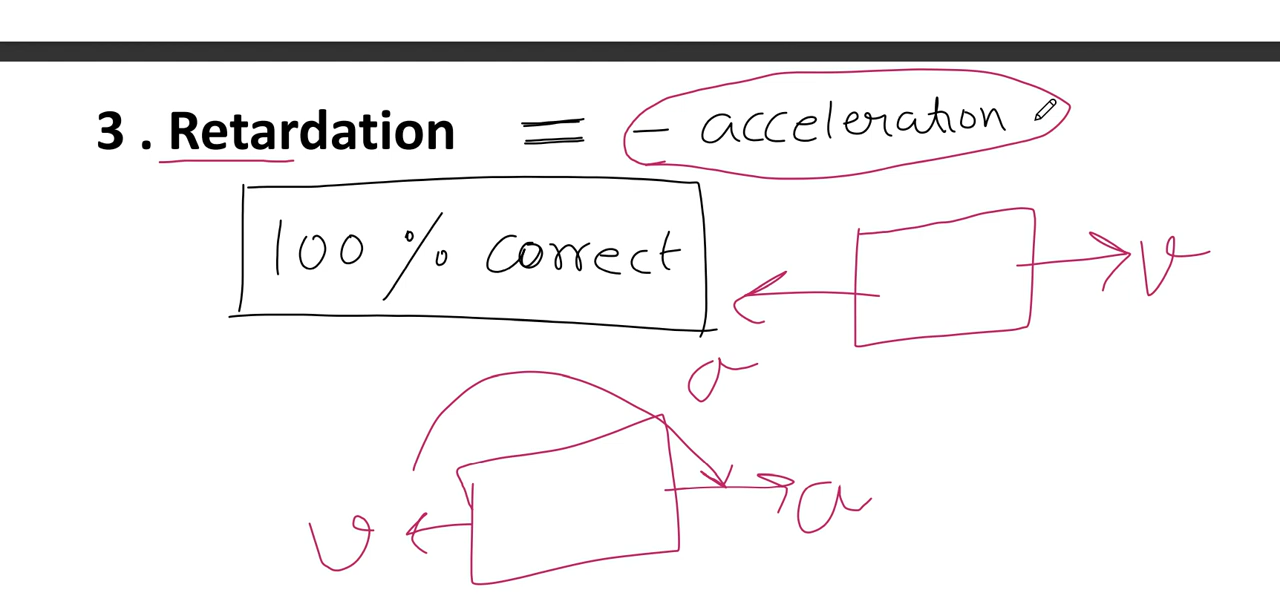 3 . Retardation = - acceleration
100 % correct
v
a
v
a